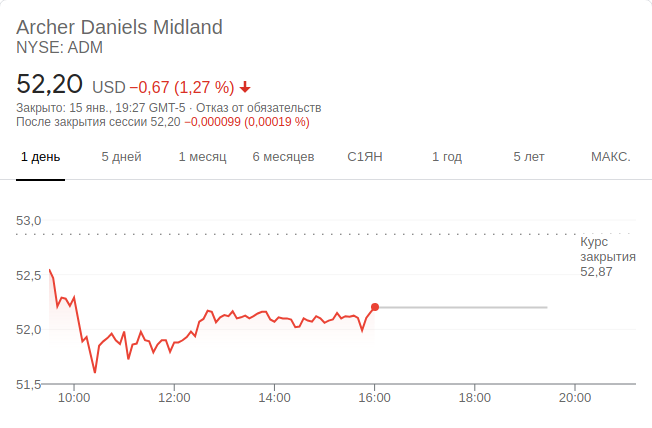 Archer Daniels Midland
NYSE: ADM
52,20 USD −0,67 (1,27 %)
Закрыто: 15 янв., 19:27 GMT-5 · Отказ от обязательств
После закрытия сессии 52,20 −0,000099 (0,00019 %)
1 день 5 дней 1 месяц 6 месяцев С1ЯН 1 год 5 лет МАКС.
53,0
Курс
закрытия
52,87
52,5
52,0
51,5
10:00 12:00 14:00 16:00 18:00 20:00